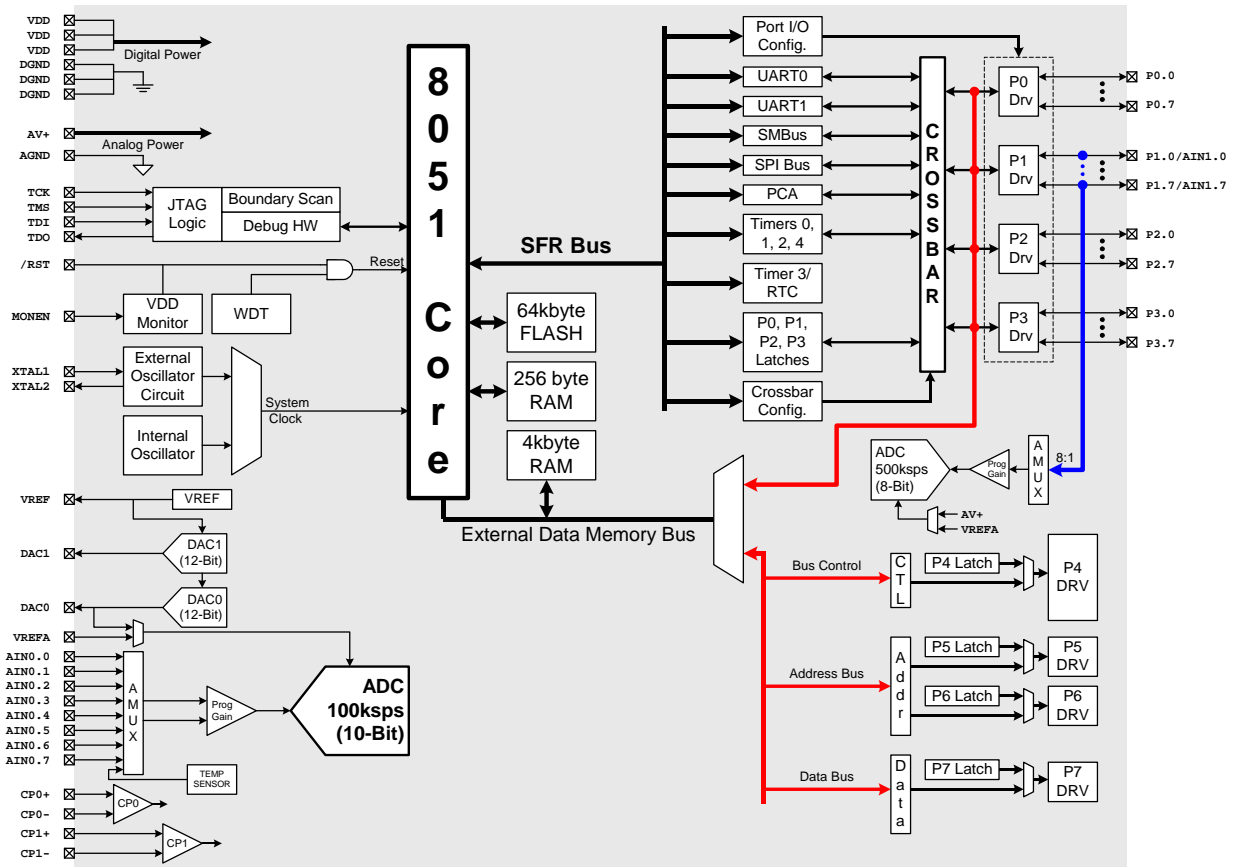 VDD
VDD
VDD
Digital Power
DGND
DGND
DGND
AV+
Analog Power
AGND
TCK
TMS
TDI
TDO
JTAG
Logic
Boundary Scan
Debug HW
/RST
Reset
MONEN
VDD
Monitor
WDT
XTAL1
XTAL2
External
Oscillator
Circuit
Internal
Oscillator
System
Clock
VREF
VREF
DAC1
DAC1
(12-Bit)
DAC0
DAC0
(12-Bit)
VREFA
AIN0.0
AIN0.1
AIN0.2
AIN0.3
AIN0.4
AIN0.5
AIN0.6
AIN0.7
AMUX
Prog
Gain
ADC
100ksps
(10-Bit)
TEMP
SENSOR
CP0+
CP0-
CP0
CP1+
CP1-
CP1
8051 Core
SFR Bus
64kbyte
FLASH
256 byte
RAM
4kbyte
RAM
External Data Memory Bus
Port I/O
Config.
UART0
UART1
SMBus
SPI Bus
PCA
Timers 0,
1, 2, 4
Timer 3/
RTC
P0, P1,
P2, P3
Latches
Crossbar
Config.
CROSSBAR
P0
Drv
P1
Drv
P2
Drv
P3
Drv
P0.0
P0.7
P1.0/AIN1.0
P1.7/AIN1.7
P2.0
P2.7
P3.0
P3.7
ADC
500ksps
(8-Bit)
Prog
Gain
AMUX
8:1
AV+
VREFA
Bus Control
CTL
P4 Latch
P4
DRV
Address Bus
Addr
P5 Latch
P5
DRV
P6 Latch
P6
DRV
Data Bus
Data
P7 Latch
P7
DRV